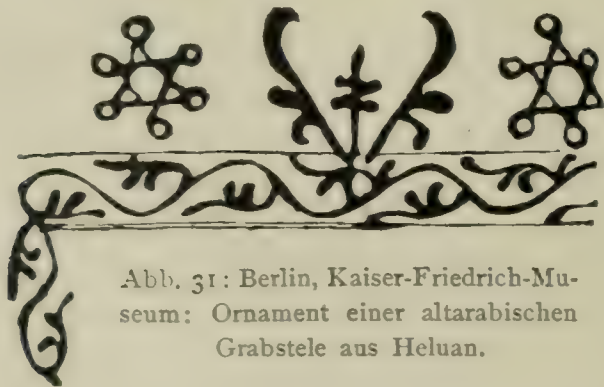 Abb. 31: Berlin, Kaiser-Friedrich-Mu-
seum: Ornament einer altarabischen
Grabstele aus Heluan.